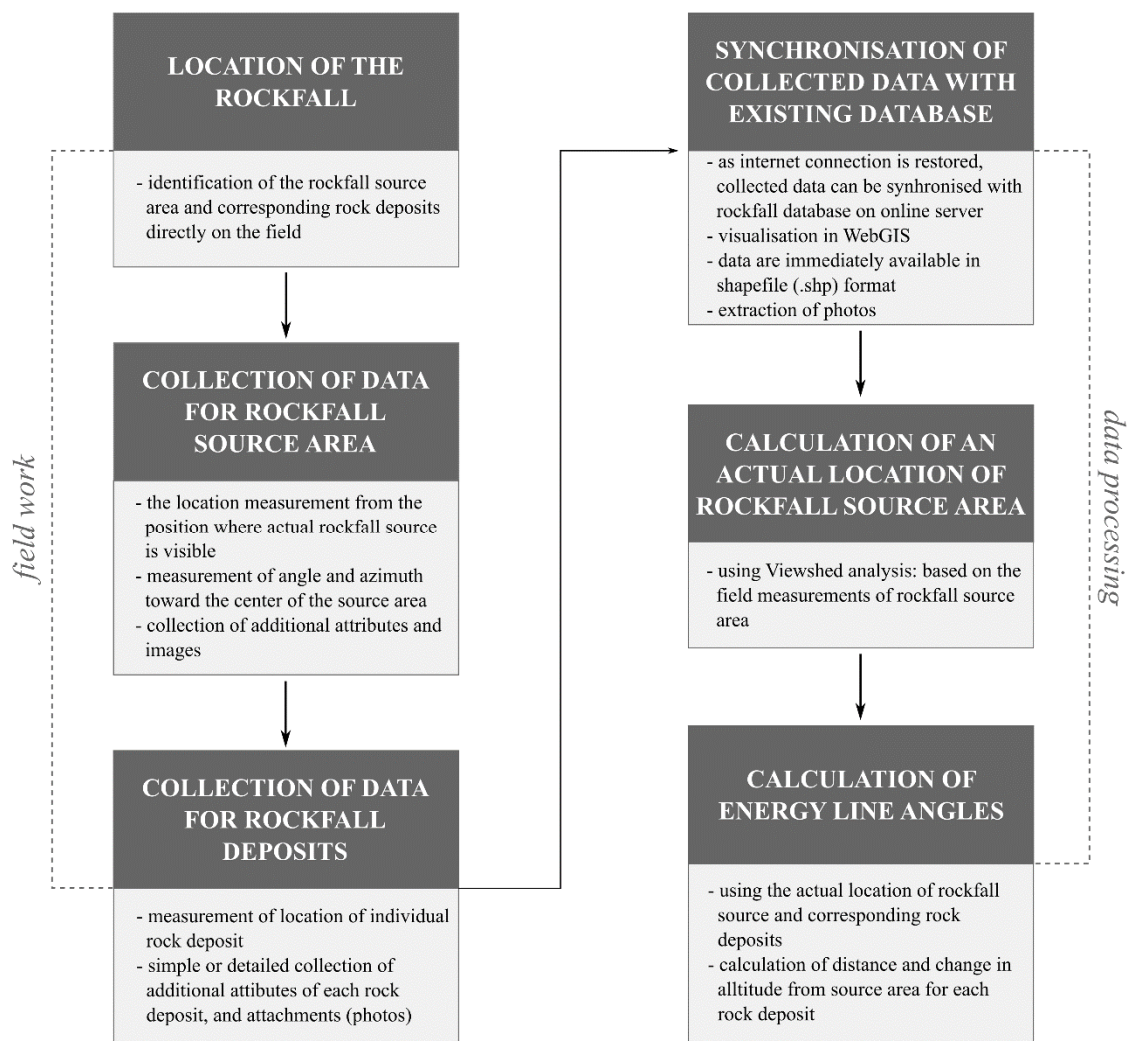 LOCATION OF THE
ROCKFALL
- identification of the rockfall source
area and corresponding rock deposits
directly on the field
COLLECTION OF DATA
FOR ROCKFALL
SOURCE AREA
- the location measurement from the
position where actual rockfall source
is visible
- measurement of angle and azimuth
toward the center of the source area
- collection of additional attributes and
images
COLLECTION OF DATA
FOR ROCKFALL
DEPOSITS
- measurement of location of individual
rock deposit
- simple or detailed collection of
additional attibutes of each rock
deposit, and attachments (photos)
field work
SYNCHRONISATION OF
COLLECTED DATA WITH
EXISTING DATABASE
- as internet connection is restored,
collected data can be synhronised with
rockfall database on online server
- visualisation in WebGIS
- data are immediately available in
shapefile (.shp) format
- extraction of photos
CALCULATION OF AN
ACTUAL LOCATION OF
ROCKFALL SOURCE AREA
- using Viewshed analysis: based on the
field measurements of rockfall source
area
CALCULATION OF
ENERGY LINE ANGLES
- using the actual location of rockfall
source and corresponding rock
deposits
- calculation of distance and change in
alltitude from source area for each
rock deposit
data processing